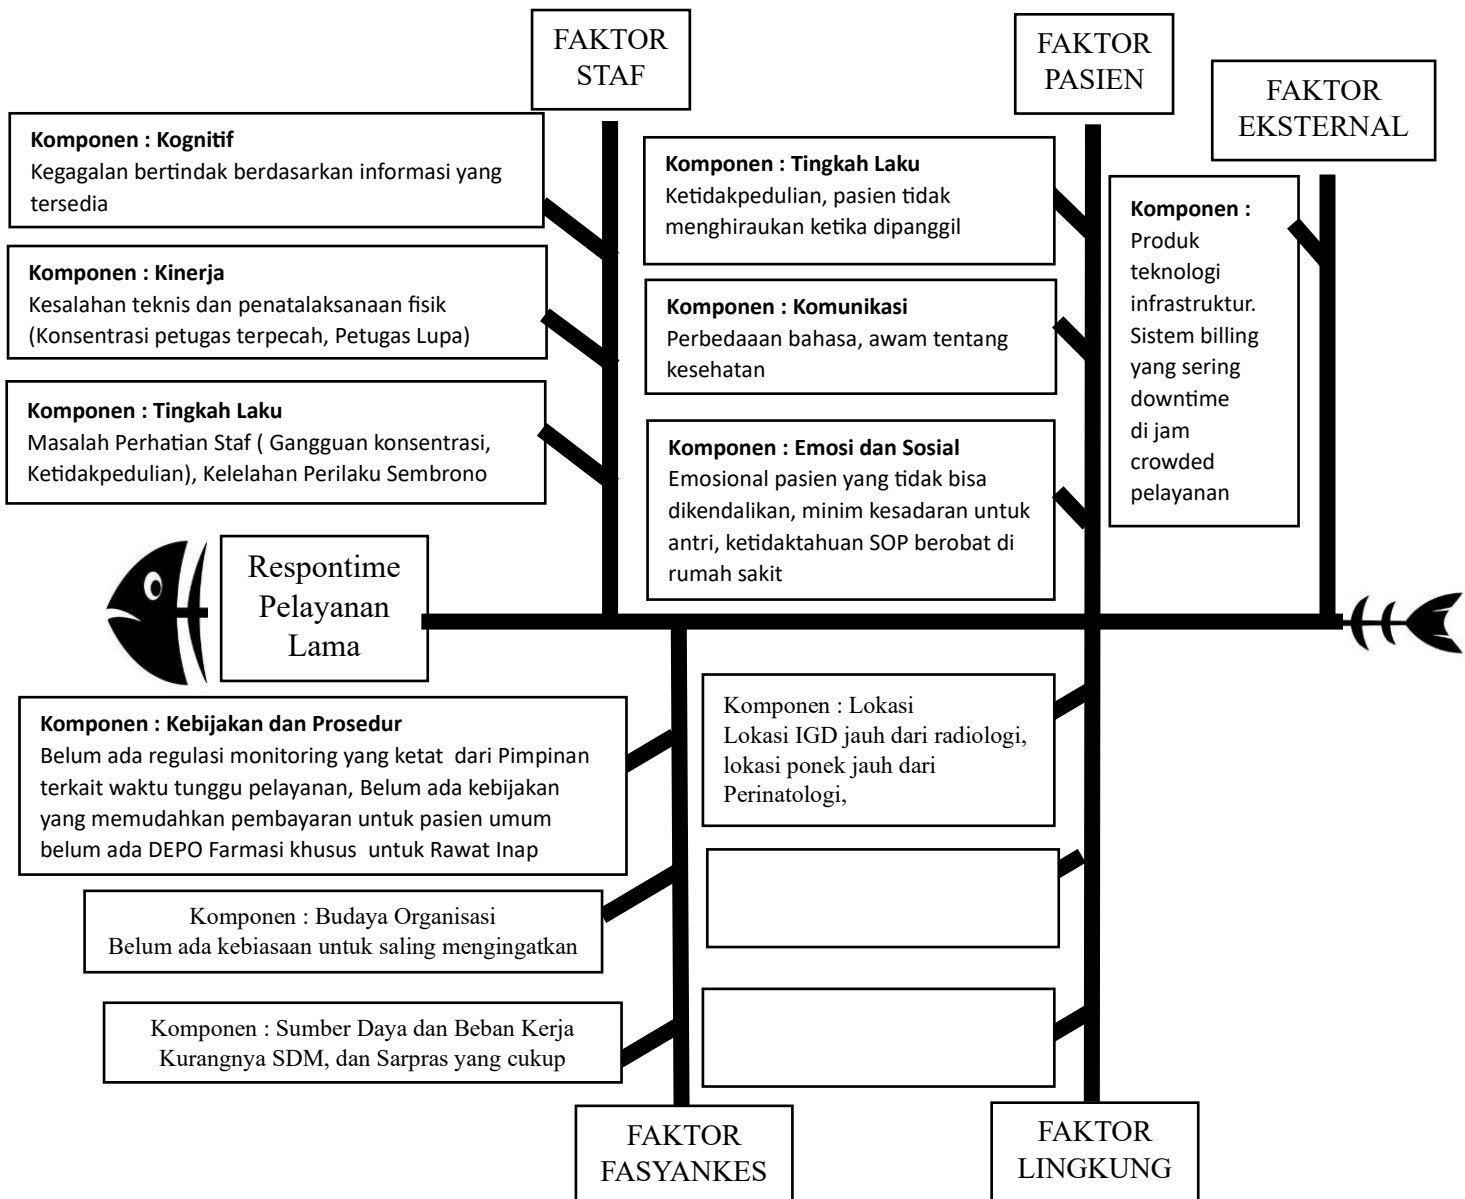 FAKTOR
STAF
FAKTOR
PASIEN
FAKTOR
EKSTERNAL
Komponen : Kognitif
Kegagalan bertindak berdasarkan informasi yang
tersedia
Komponen : Kinerja
Kesalahan teknis dan penatalaksanaan fisik
(Konsentrasi petugas terpecah, Petugas Lupa)
Komponen : Tingkah Laku
Masalah Perhatian Staf ( Gangguan konsentrasi,
Ketidakpedulian), Kelelahan Perilaku Sembrono
Komponen : Tingkah Laku
Ketidakpedulian, pasien tidak
menghiraukan ketika dipanggil
Komponen : Komunikasi
Perbedaaan bahasa, awam tentang
kesehatan
Komponen : Emosi dan Sosial
Emosional pasien yang tidak bisa
dikendalikan, minim kesadaran untuk
antri, ketidaktahuan SOP berobat di
rumah sakit
Komponen :
Produk
teknologi
infrastruktur.
Sistem billing
yang sering
downtime
di jam
crowded
pelayanan
Respontime
Pelayanan
Lama
Komponen : Kebijakan dan Prosedur
Belum ada regulasi monitoring yang ketat dari Pimpinan
terkait waktu tunggu pelayanan, Belum ada kebijakan
yang memudahkan pembayaran untuk pasien umum
belum ada DEPO Farmasi khusus untuk Rawat Inap
Komponen : Budaya Organisasi
Belum ada kebiasaan untuk saling mengingatkan
Komponen : Sumber Daya dan Beban Kerja
Kurangnya SDM, dan Sarpras yang cukup
Komponen : Lokasi
Lokasi IGD jauh dari radiologi,
lokasi ponek jauh dari
Perinatologi,
FAKTOR
FASYANKES
FAKTOR
LINGKUNG